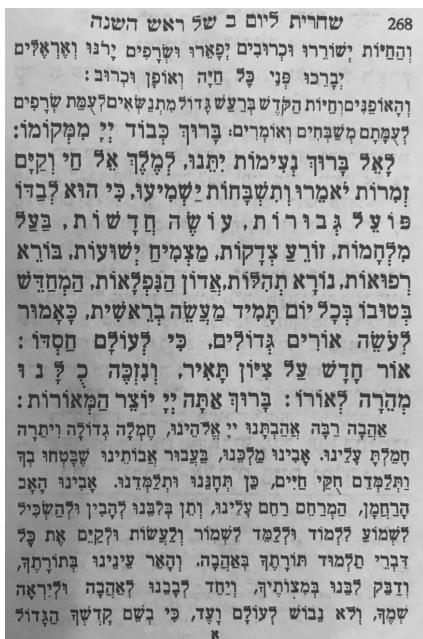 268 שחרית ליום ב של ראש השנה
וְהַחַיּוֹת יְשׁוֹרֵרוּ וּכְרוּבִים יְפָאֵרוּ וּשְׂרָפִים יָרֹנּוּ וְאֶרְאֶלִּים
יְבָרֵכוּ פְּנֵי כָּל חַיָּה וְאוֹפָן וּכְרוּב:
וְהָאוֹפַנִּים וְחַיּוֹת הַקֹּדֶשׁ בְּרַעַשׁ גָּדוֹל מִתְנַשְּׂאִים לְעֻמַּת שְׂרָפִים
לְעֻמָּתָם מְשַׁבְּחִים וְאוֹמְרִים: בָּרוּךְ כְּבוֹד יְיָ מִמְּקוֹמוֹ:
לָאֵל בָּרוּךְ נְעִימוֹת יִתֵּנוּ, לְמֶלֶךְ אֵל חַי וְקַיָּם
זְמִרוֹת יֹאמֵרוּ וְתִשְׁבָּחוֹת יַשְׁמִיעוּ, כִּי הוּא לְבַדּוֹ
פּוֹעֵל גְּבוּרוֹת, עוֹשֶׂה חֲדָשׁוֹת, בַּעַל
מִלְחָמוֹת, זוֹרֵעַ צְדָקוֹת, מַצְמִיחַ יְשׁוּעוֹת, בּוֹרֵא
רְפוּאוֹת, נוֹרָא תְהִלּוֹת, אֲדוֹן הַנִּפְלָאוֹת, הַמְחַדֵּשׁ
בְּטוּבוֹ בְּכָל יוֹם תָּמִיד מַעֲשֵׂה בְרֵאשִׁית, כָּאָמוּר
לְעֹשֵׂה אוֹרִים גְּדוֹלִים, כִּי לְעוֹלָם חַסְדּוֹ:
אוֹר חָדָשׁ עַל צִיּוֹן תָּאִיר, וְנִזְכֶּה כֻלָּנוּ
מְהֵרָה לְאוֹרוֹ: בָּרוּךְ אַתָּה יְיָ יוֹצֵר הַמְּאוֹרוֹת:
אַהֲבָה רַבָּה אֲהַבְתָּנוּ יְיָ אֱלֹהֵינוּ, חֶמְלָה גְדוֹלָה וִיתֵרָה
חָמַלְתָּ עָלֵינוּ. אָבִינוּ מַלְכֵּנוּ, בַּעֲבוּר אֲבוֹתֵינוּ שֶׁבָּטְחוּ בְךָ
וַתְּלַמְּדֵם חֻקֵּי חַיִּים, כֵּן תְּחָנֵּנוּ וּתְלַמְּדֵנוּ. אָבִינוּ הָאָב
הָרַחֲמָן, הַמְרַחֵם רַחֵם עָלֵינוּ, וְתֵן בְּלִבֵּנוּ לְהָבִין וּלְהַשְׂכִּיל
לִשְׁמוֹעַ לִלְמוֹד וּלְלַמֵּד לִשְׁמוֹר וְלַעֲשׂוֹת וּלְקַיֵּם אֶת כָּל
דִּבְרֵי תַלְמוּד תּוֹרָתֶךָ בְּאַהֲבָה. וְהָאֵר עֵינֵינוּ בְּתוֹרָתֶךָ,
וְדַבֵּק לִבֵּנוּ בְּמִצְוֹתֶיךָ, וְיַחֵד לְבָבֵנוּ לְאַהֲבָה וּלְיִרְאָה
שְׁמֶךָ, וְלֹא נֵבוֹשׁ לְעוֹלָם וָעֶד, כִּי בְשֵׁם קָדְשְׁךָ הַגָּדוֹל
א